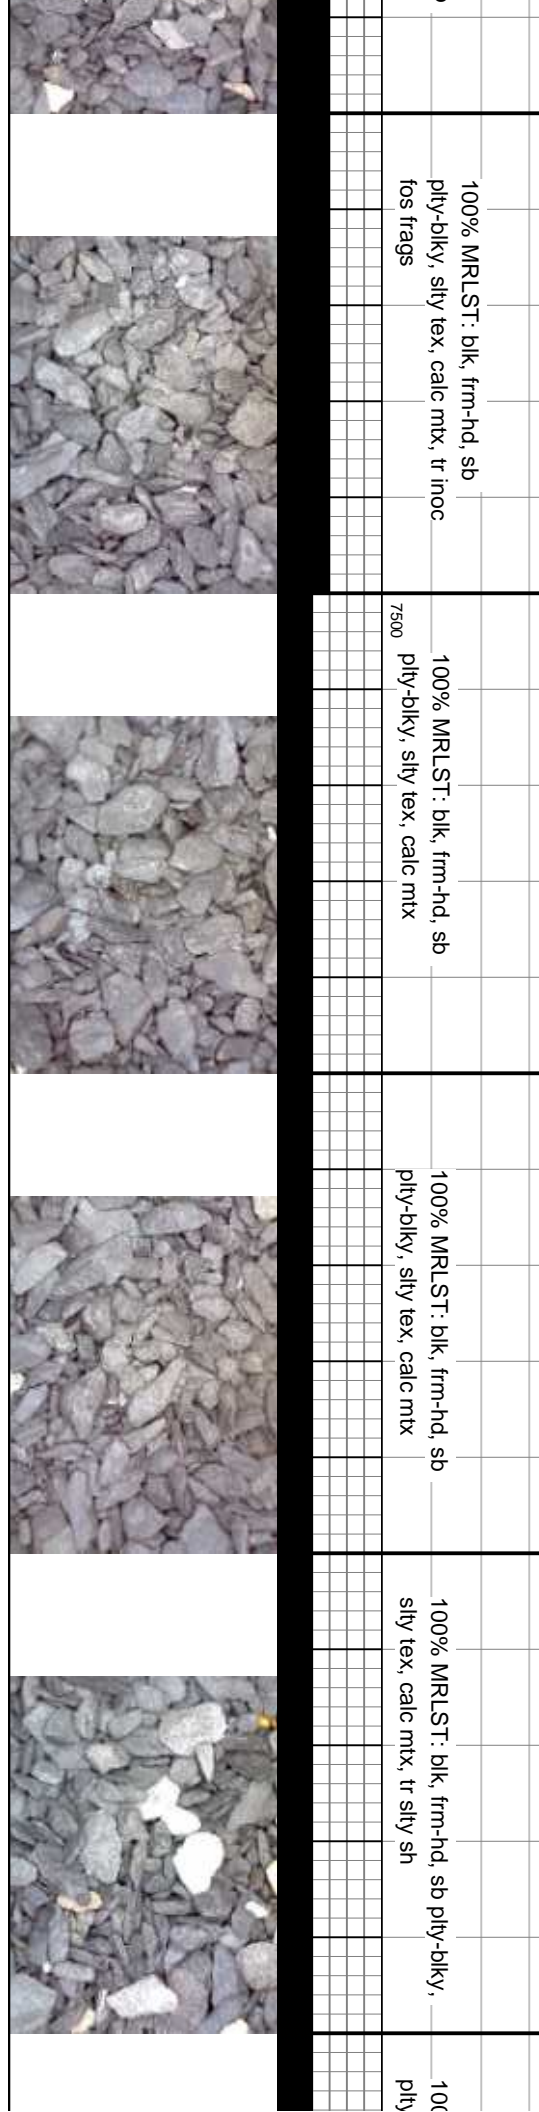 100% MRLST: blk, frm-hd, sb
plty-blky, slty tex, calc mtx, tr inoc
fos frags
7500
100% MRLST: blk, frm-hd, sb
plty-blky, slty tex, calc mtx
100% MRLST: blk, frm-hd, sb
plty-blky, slty tex, calc mtx
100% MRLST: blk, frm-hd, sb plty-blky,
slty tex, calc mtx, tr slty sh
100
plty